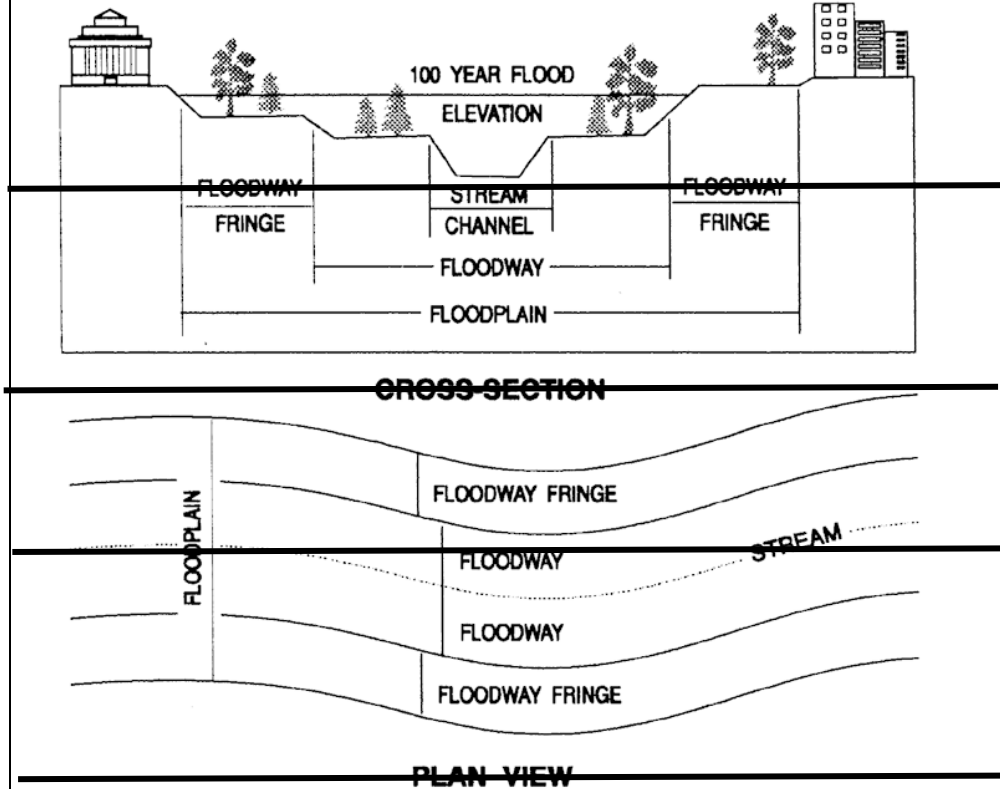 100 YEAR FLOOD
ELEVATION
FLOODWAY
FRINGE
STREAM
CHANNEL
FLOODWAY
FRINGE
FLOODWAY
FLOODPLAIN
CROSS-SECTION
FLOODWAY FRINGE
FLOODPLAIN
FLOODWAY
STREAM
FLOODWAY
FLOODWAY FRINGE
PLAN VIEW